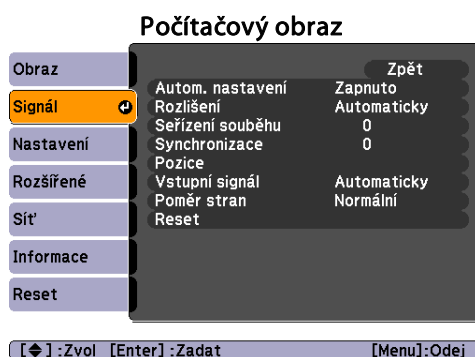 Počítačový obraz
Obraz
Signál
Nastavení
Rozšířené
Síť
Informace
Reset
Zpět
Autom. nastavení Zapnuto
Rozlišení Automaticky
Seřízení souběhu 0
Synchronizace 0
Pozice
Vstupní signál Automaticky
Poměr stran Normální
Reset
[◆] :Zvol [Enter] :Zadat [Menu]:Odej